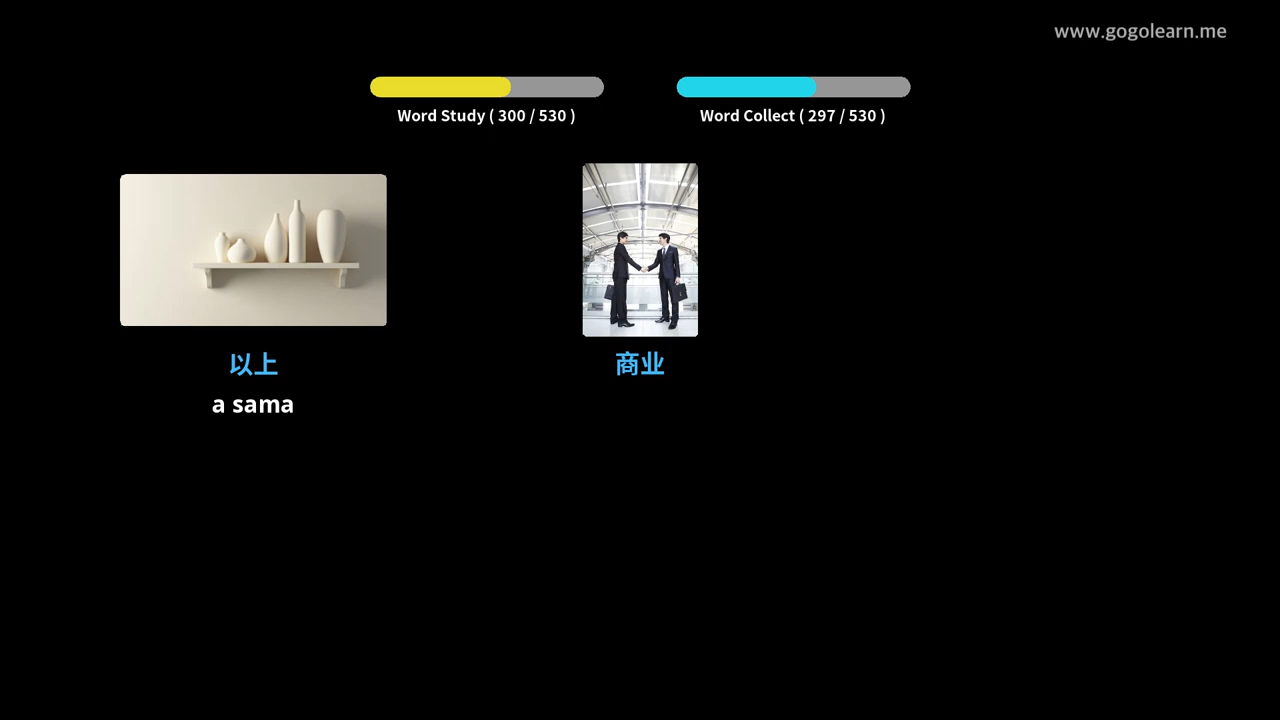 www.gogolearn.me
Word Study ( 300 / 530 )
Word Collect ( 297 / 530 )
以上
a sama
商业